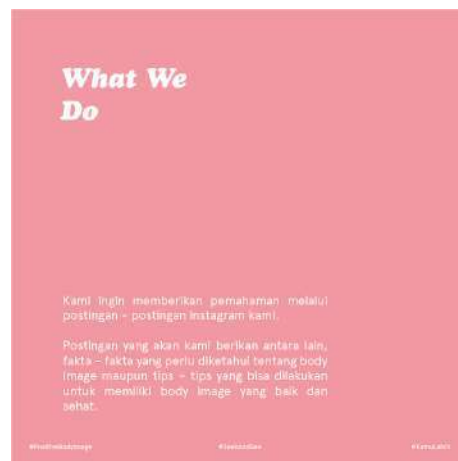 What We
Do
Kami ingin memberikan pemahaman melalui
postingan – postingan instagram kami.
Postingan yang akan kami berikan antara lain,
fakta – fakta yang perlu diketahui tentang body
image maupun tips – tips yang bisa dilakukan
untuk memiliki body image yang baik dan
sehat.